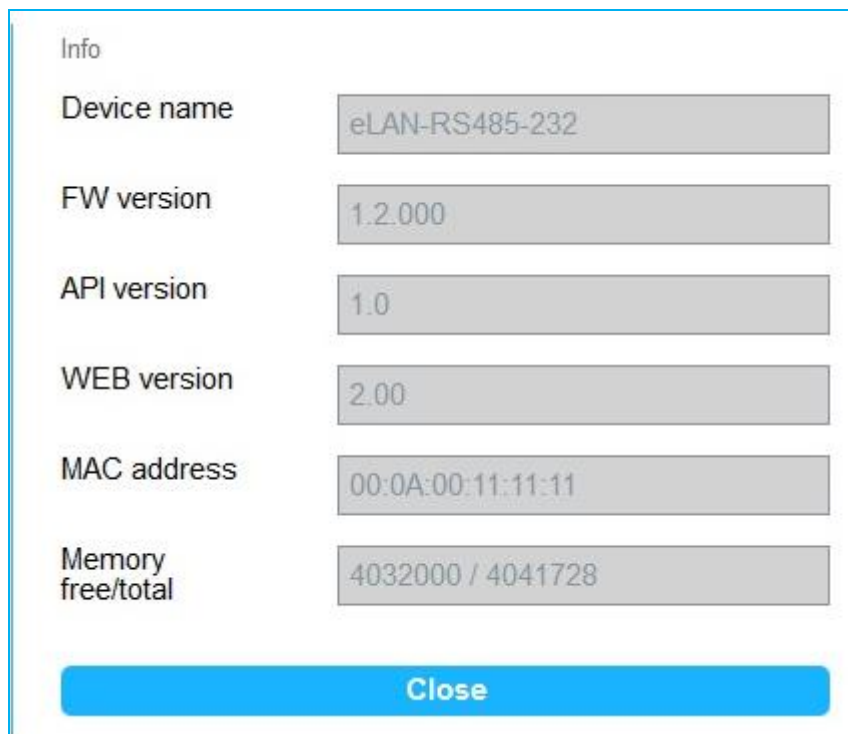 Info
Device name
eLAN-RS485-232
FW version
1.2.000
API version
1.0
WEB version
2.00
MAC address
00:0A:00:11:11:11
Memory
free/total
4032000 / 4041728
Close